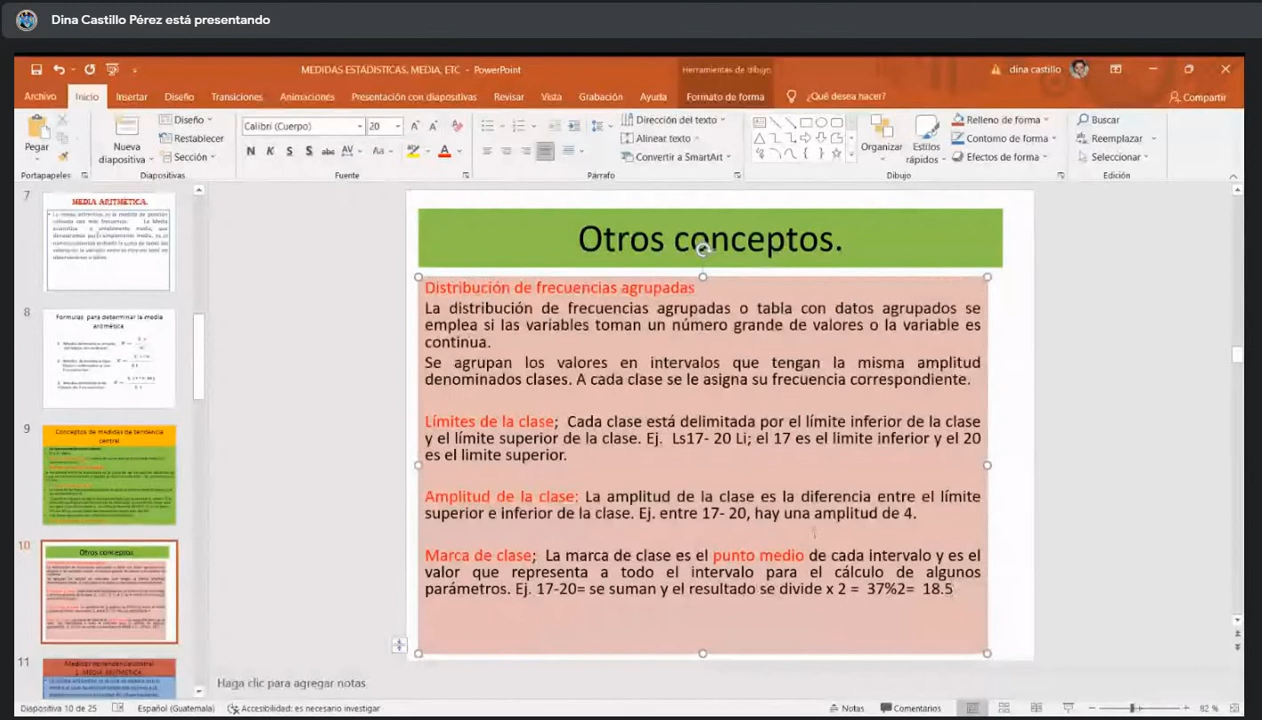 Dina Castillo Pérez está presentando
MEDIDAS ESTADISTICAS, MEDIA, ETC - PowerPoint
Herramientas de dibujo
dina castillo
Archivo Inicio Insertar Diseño Transiciones Animaciones Presentación con diapositivas Revisar Vista Grabación Ayuda Formato de forma ¿Qué desea hacer? Compartir
Pegar
Nueva diapositiva
Diseño
Restablecer
Sección
Calibri (Cuerpo) 20
N K S S abc AV Aa A
Dirección del texto
Alinear texto
Convertir a SmartArt
Organizar
Estilos rápidos
Relleno de forma
Contorno de forma
Efectos de forma
Buscar
Reemplazar
Seleccionar
Portapapeles Diapositivas Fuente Párrafo Dibujo Edición
7
MEDIA ARITMÉTICA.
8
Formulas para determinar la media aritmética
9
Conceptos de medidas de tendencia central
10
Otros conceptos.
11
1. MEDIA ARITMETICA
Otros conceptos.
Distribución de frecuencias agrupadas
La distribución de frecuencias agrupadas o tabla con datos agrupados se
emplea si las variables toman un número grande de valores o la variable es
continua.
Se agrupan los valores en intervalos que tengan la misma amplitud
denominados clases. A cada clase se le asigna su frecuencia correspondiente.
Límites de la clase; Cada clase está delimitada por el límite inferior de la clase
y el límite superior de la clase. Ej. Ls17- 20 Li; el 17 es el limite inferior y el 20
es el limite superior.
Amplitud de la clase: La amplitud de la clase es la diferencia entre el límite
superior e inferior de la clase. Ej. entre 17- 20, hay una amplitud de 4.
Marca de clase; La marca de clase es el punto medio de cada intervalo y es el
valor que representa a todo el intervalo para el cálculo de algunos
parámetros. Ej. 17-20= se suman y el resultado se divide x 2 = 37%2= 18.5
Haga clic para agregar notas
Diapositiva 10 de 25 Español (Guatemala) Accesibilidad: es necesario investigar Notas Comentarios 82 %